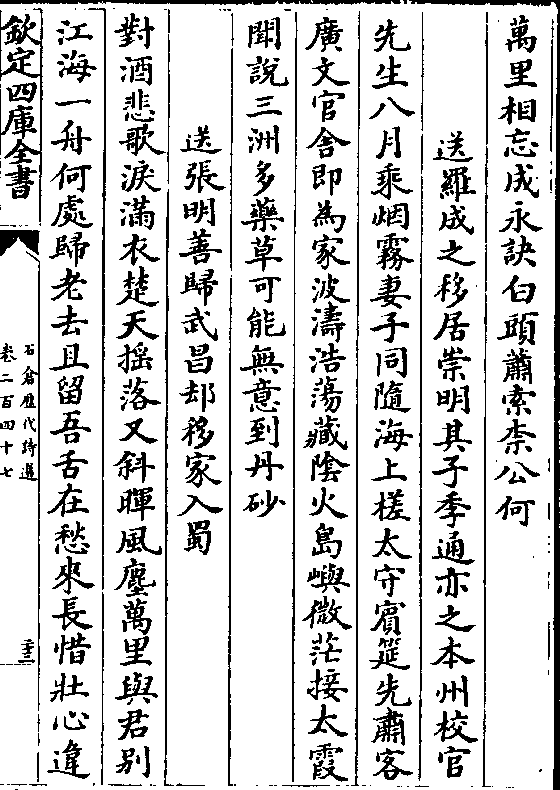 萬里相忘成永訣白頭蕭索柰公何
送羅成之移居崇明其子季通亦之本州校官
先生八月乘烟霧妻子同隨海上槎太守賓筵先肅客
廣文官舍即為家波濤浩蕩藏陰火島嶼微茫接太霞
聞說三洲多藥草可能無意到丹砂
送張明善歸武昌却移家入蜀
對酒悲歌淚滿衣楚天揺落又斜暉風塵萬里與君别
江海一舟何處歸老去且留吾舌在愁來長惜壯心違
欽定四庫全書
石倉歷代詩選
卷二百四十七